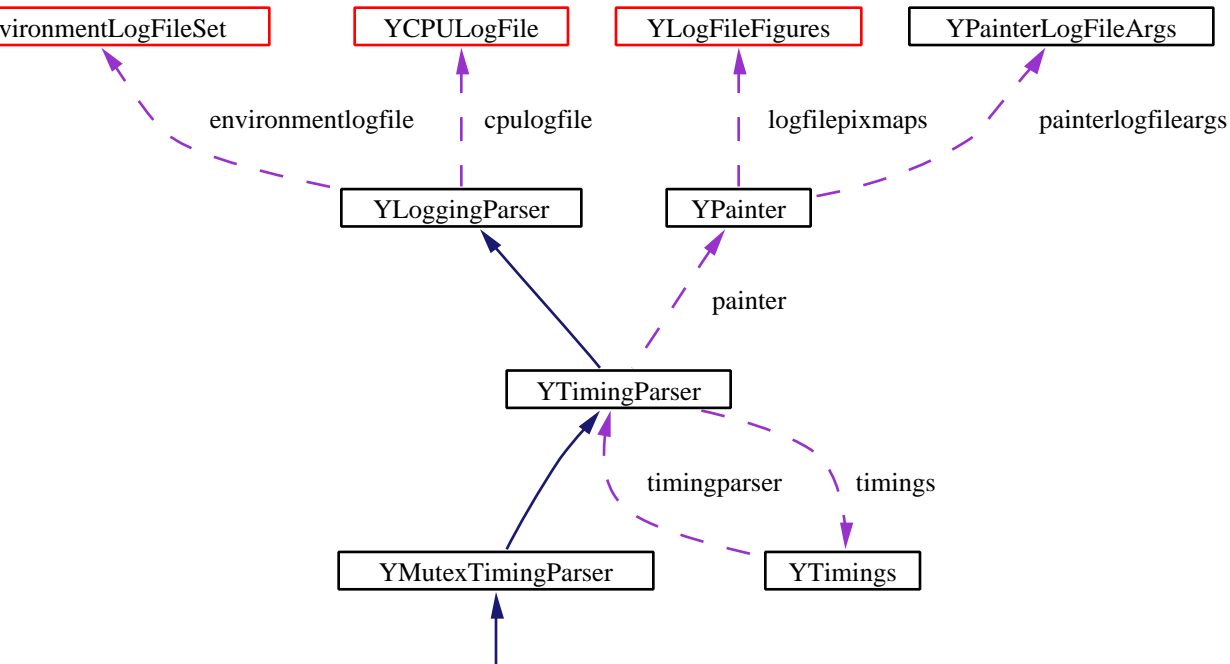 vironmentLogFileSet
YCPULogFile
YLogFileFigures
YPainterLogFileArgs
environmentlogfile
cpulogfile
logfilepixmaps
painterlogfileargs
YLoggingParser
YPainter
painter
YTimingParser
timingparser
timings
YMutexTimingParser
YTimings